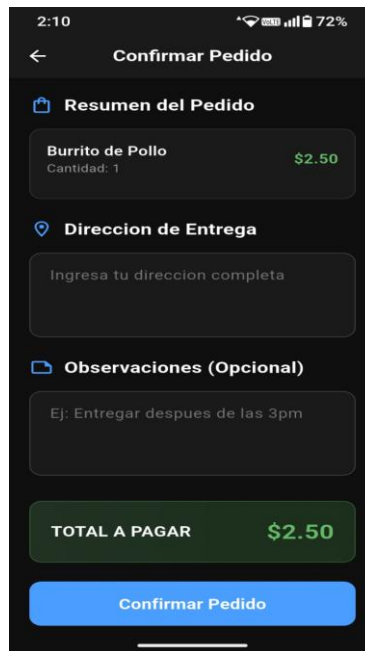 2:10
VoLTE 72%
Confirmar Pedido
Resumen del Pedido
Burrito de Pollo
$2.50
Cantidad: 1
Direccion de Entrega
Ingresa tu direccion completa
Observaciones (Opcional)
Ej: Entregar despues de las 3pm
TOTAL A PAGAR $2.50
Confirmar Pedido